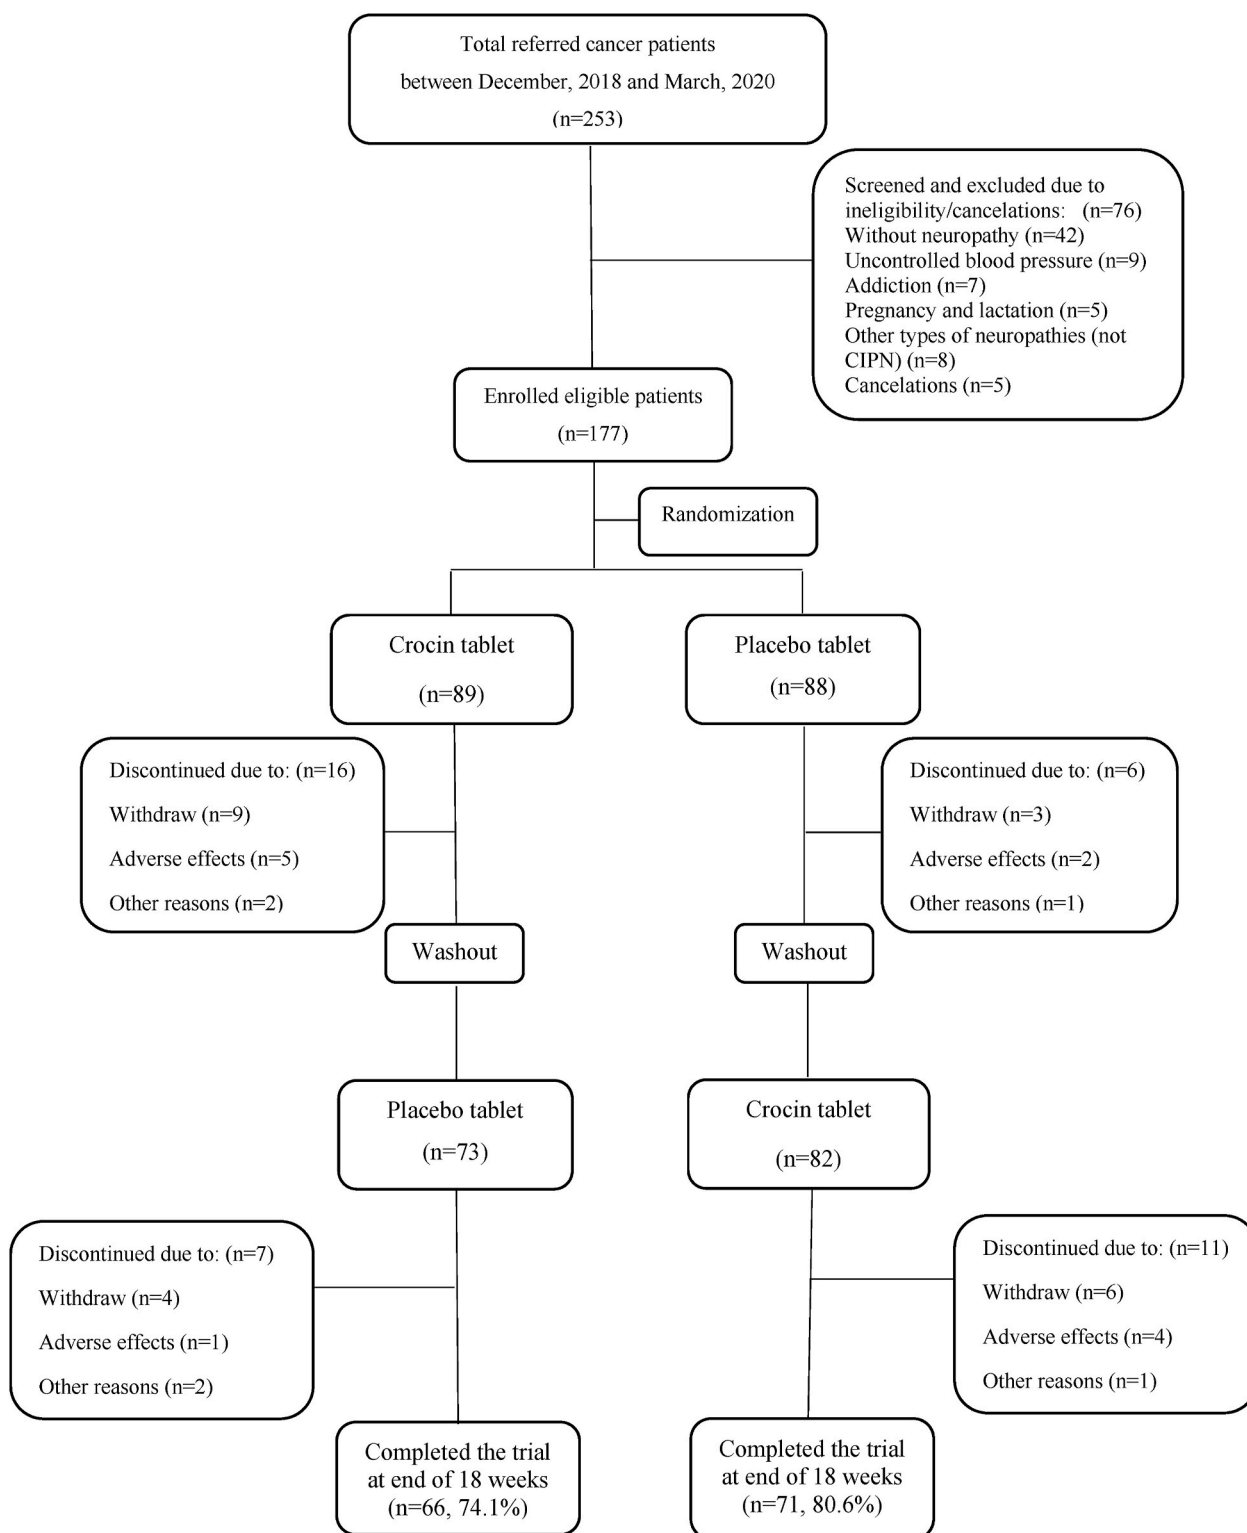 Total referred cancer patients
between December, 2018 and March, 2020
(n=253)
Screened and excluded due to
ineligibility/cancelations: (n=76)
Without neuropathy (n=42)
Uncontrolled blood pressure (n=9)
Addiction (n=7)
Pregnancy and lactation (n=5)
Other types of neuropathies (not
CIPN) (n=8)
Cancelations (n=5)
Enrolled eligible patients
(n=177)
Randomization
Crocin tablet
(n=89)
Placebo tablet
(n=88)
Discontinued due to: (n=16)
Withdraw (n=9)
Adverse effects (n=5)
Other reasons (n=2)
Discontinued due to: (n=6)
Withdraw (n=3)
Adverse effects (n=2)
Other reasons (n=1)
Washout
Washout
Placebo tablet
(n=73)
Crocin tablet
(n=82)
Discontinued due to: (n=7)
Withdraw (n=4)
Adverse effects (n=1)
Other reasons (n=2)
Discontinued due to: (n=11)
Withdraw (n=6)
Adverse effects (n=4)
Other reasons (n=1)
Completed the trial
at end of 18 weeks
(n=66, 74.1%)
Completed the trial
at end of 18 weeks
(n=71, 80.6%)